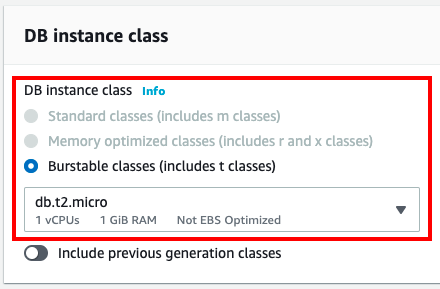 DB instance class
DB instance class Info
Standard classes (includes m classes)
Memory optimized classes (includes r and x classes)
Burstable classes (includes t classes)
db.t2.micro
1 vCPUs 1 GiB RAM Not EBS Optimized
Include previous generation classes